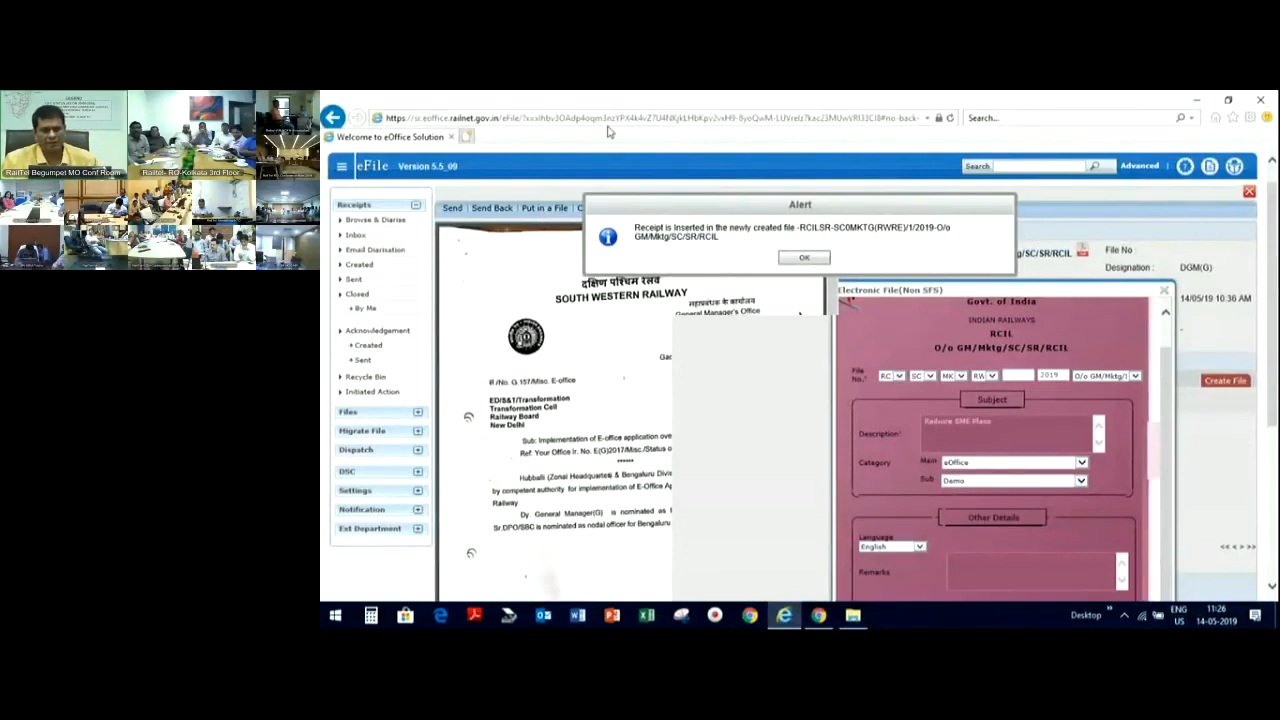 RailTel Begumpet MO Conf Room
Railtel- RO-Kolkata 3rd Floor
Search...
Welcome to eOffice Solution
eFile Version 5.5_09
Search
Advanced
Receipts
Browse & Diarise
Inbox
Email Diarisation
Created
Sent
Closed
By Me
Acknowledgement
Created
Sent
Recycle Bin
Initiated Action
Files
Migrate File
Dispatch
DSC
Settings
Notification
Ext Department
Send | Send Back | Put in a File |
Alert
Receipt is Inserted in the newly created file -RCILSR-SC0MKTG(RWRE)/1/2019-O/o
GM/Mktg/SC/SR/RCIL
OK
/SC/SR/RCIL
File No :
Designation : DGM(G)
14/05/19 10:36 AM
Create File
दक्षिण पश्चिम रेलवे
SOUTH WESTERN RAILWAY
महाप्रबंधक के कार्यालय
General Manager's Office
/No. G.157/Misc. E-office
ED/S&T/Transformation
Transformation Cell
Railway Board
New Delhi
Sub: Implementation of E-office application
Ref: Your Office lr. No. E(G)2017/Misc./Status
******
Hubballi (Zonal Headquartes & Bengaluru
by competent authority for implementation of E-Office
Railway
Dy. General Manager(G) is nominated as
Sr.DPO/SBC is nominated as nodal officer for Bengaluru
Electronic File(Non SFS)
Govt. of India
INDIAN RAILWAYS
RCIL
O/o GM/Mktg/SC/SR/RCIL
File No.* RC SC MK RW 2019 O/o GM/Mktg/
Subject
Description*
Category Main eOffice
Sub Demo
Other Details
Language
English
Remarks
Desktop
ENG
US
11:26
14-05-2019